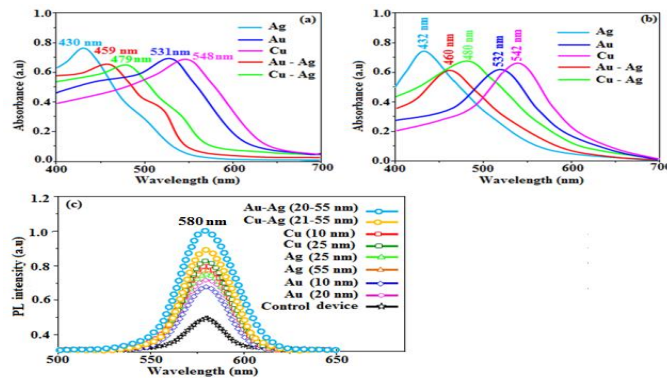 (a)
430 nm
459 nm
479nm
531nm
548nm
Ag
Au
Cu
Au - Ag
Cu - Ag
Absorbance (a.u)
1.0
0.8
0.6
0.4
0.2
0.0
400 500 600 700
Wavelength (nm)
(b)
432 nm
460 nm
480 nm
532 nm
542 nm
Ag
Au
Cu
Au - Ag
Cu - Ag
Absorbance (a.u)
1.0
0.8
0.6
0.4
0.2
0.0
400 500 600 700
Wavelength (nm)
(c)
580 nm
Au-Ag (20-55 nm)
Cu-Ag (21-55 nm)
Cu (10 nm)
Cu (25 nm)
Ag (25 nm)
Ag (55 nm)
Au (10 nm)
Au (20 nm)
Control device
PL intensity (a.u)
1.2
1.0
0.8
0.6
0.4
500 550 600 650
Wavelength (nm)